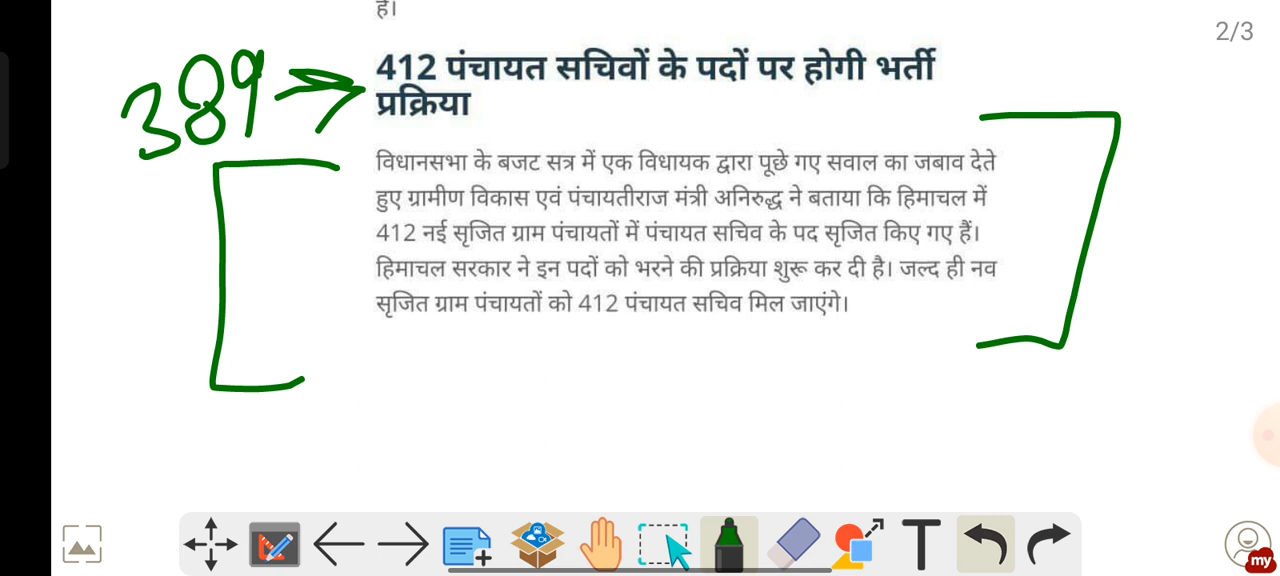 है।
2/3
389
412 पंचायत सचिवों के पदों पर होगी भर्ती
प्रक्रिया
विधानसभा के बजट सत्र में एक विधायक द्वारा पूछे गए सवाल का जबाव देते
हुए ग्रामीण विकास एवं पंचायतीराज मंत्री अनिरुद्ध ने बताया कि हिमाचल में
412 नई सृजित ग्राम पंचायतों में पंचायत सचिव के पद सृजित किए गए हैं।
हिमाचल सरकार ने इन पदों को भरने की प्रक्रिया शुरू कर दी है। जल्द ही नव
सृजित ग्राम पंचायतों को 412 पंचायत सचिव मिल जाएंगे।
T
my